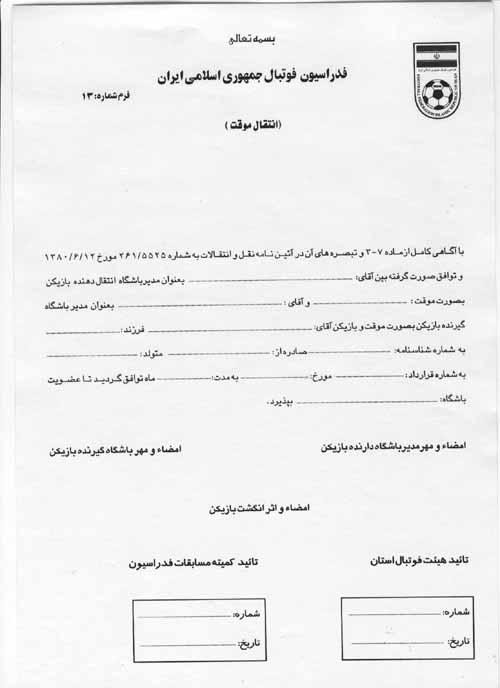 بسمه تعالی
فدراسیون فوتبال جمهوری اسلامی ایران
فرم شماره: ۱۳
(انتقال موقت)
با آگاهی کامل از ماده ۷-۳ و تبصره های آن در آئین نامه نقل و انتقالات به شماره ۲۶۱/۵۵۲۵ مورخ ۱۳۸۰/۶/۱۲
و توافق صورت گرفته بین آقای: بعنوان مدیر باشگاه انتقال دهنده بازیکن
بصورت موقت: و آقای: بعنوان مدیر باشگاه
گیرنده بازیکن بصورت موقت و بازیکن آقای: فرزند:
به شماره شناسنامه: صادره از: متولد:
به شماره قرارداد: مورخ: به مدت: ماه توافق گردید تا عضویت
باشگاه: بپذیرد.
امضاء و مهر مدیر باشگاه دارنده بازیکن
امضاء و مهر باشگاه گیرنده بازیکن
امضاء و اثر انگشت بازیکن
تائید هیئت فوتبال استان
تائید کمیته مسابقات فدراسیون
شماره:
تاریخ:
شماره:
تاریخ: